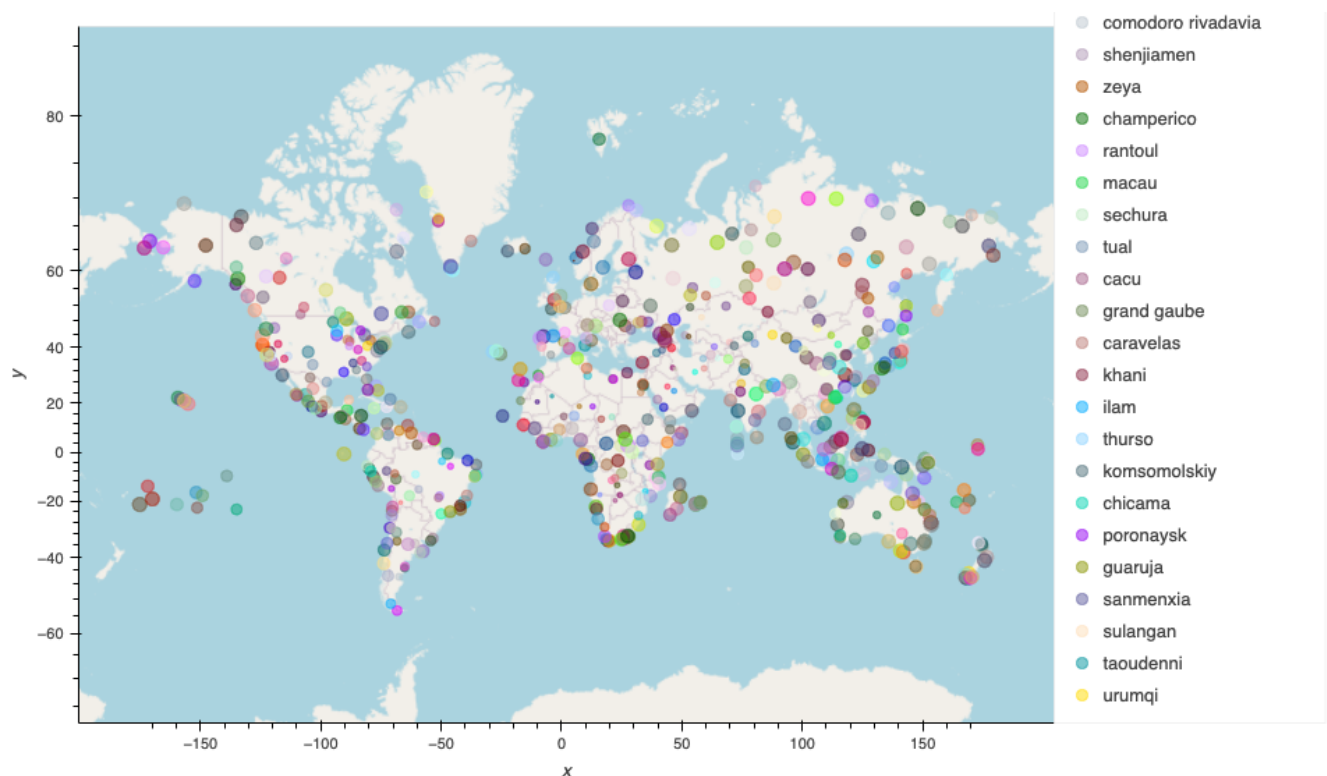 80
60
40
20
0
−20
−40
−60
y
−150
−100
−50
0
50
100
150
x
comodoro rivadavia
shenjiamen
zeya
champerico
rantoul
macau
sechura
tual
cacu
grand gaube
caravelas
khani
ilam
thurso
komsomolskiy
chicama
poronaysk
guaruja
sanmenxia
sulangan
taoudenni
urumqi